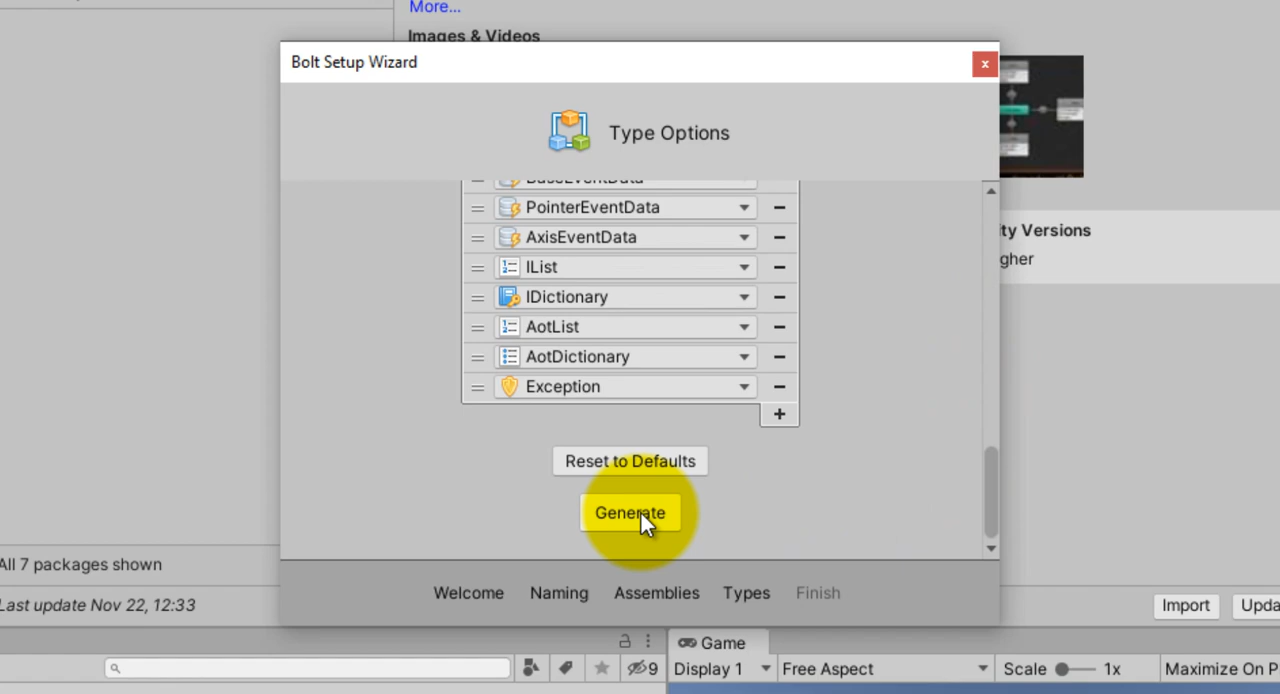 More...
Images & Videos
Bolt Setup Wizard
x
Type Options
BaseEventData
PointerEventData
AxisEventData
IList
IDictionary
AotList
AotDictionary
Exception
+
Reset to Defaults
Generate
Welcome Naming Assemblies Types Finish
ty Versions
gher
All 7 packages shown
Last update Nov 22, 12:33
Import Upda
Game
9 Display 1 Free Aspect Scale 1x Maximize On P